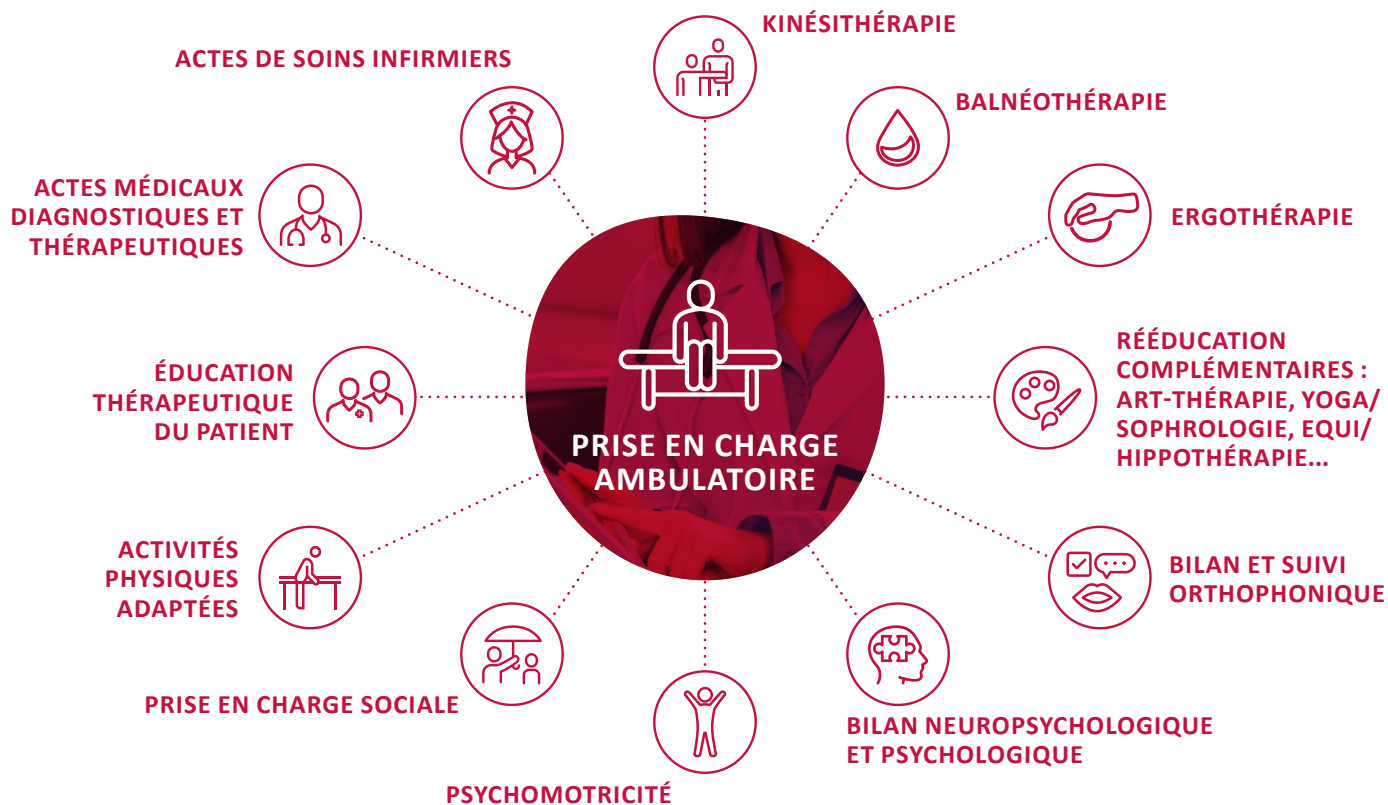 KINÉSITHÉRAPIE
BALNÉOTHÉRAPIE
ERGOTHÉRAPIE
RÉÉDUCATION
COMPLÉMENTAIRES :
ART-THÉRAPIE, YOGA/
SOPHROLOGIE, EQUI/
HIPPOTHÉRAPIE...
BILAN ET SUIVI
ORTHOPHONIQUE
BILAN NEUROPSYCHOLOGIQUE
ET PSYCHOLOGIQUE
PSYCHOMOTRICITÉ
PRISE EN CHARGE SOCIALE
ACTIVITÉS
PHYSIQUES
ADAPTÉES
ÉDUCATION
THÉRAPEUTIQUE
DU PATIENT
ACTES MÉDICAUX
DIAGNOSTIQUES ET
THÉRAPEUTIQUES
ACTES DE SOINS INFIRMIERS
PRISE EN CHARGE
AMBULATOIRE